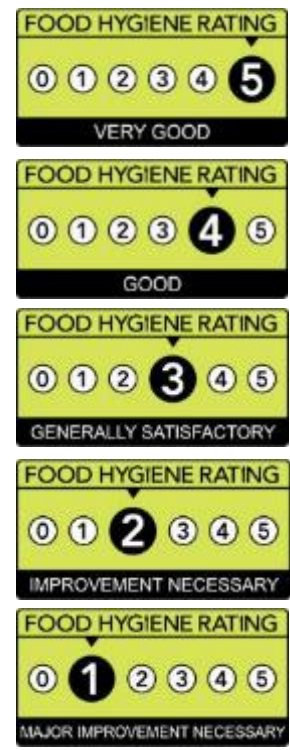 FOOD HYGIENE RATING
0 1 2 3 4 5
VERY GOOD
FOOD HYGIENE RATING
0 1 2 3 4 5
GOOD
FOOD HYGIENE RATING
0 1 2 3 4 5
GENERALLY SATISFACTORY
FOOD HYGIENE RATING
0 1 2 3 4 5
IMPROVEMENT NECESSARY
FOOD HYGIENE RATING
0 1 2 3 4 5
MAJOR IMPROVEMENT NECESSARY